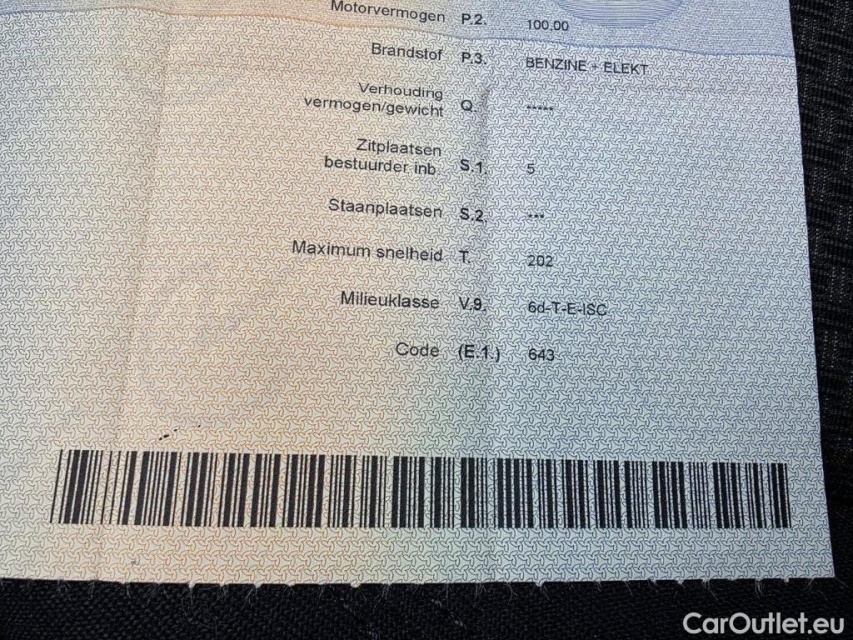 Motorvermogen P.2. 100.00
Brandstof P.3. BENZINE + ELEKT
Verhouding
vermogen/gewicht Q. *****
Zitplaatsen
bestuurder inb. S.1. 5
Staanplaatsen S.2. ***
Maximum snelheid T. 202
Milieuklasse V.9. 6d-T-E-ISC
Code (E.1.) 643
CarOutlet.eu